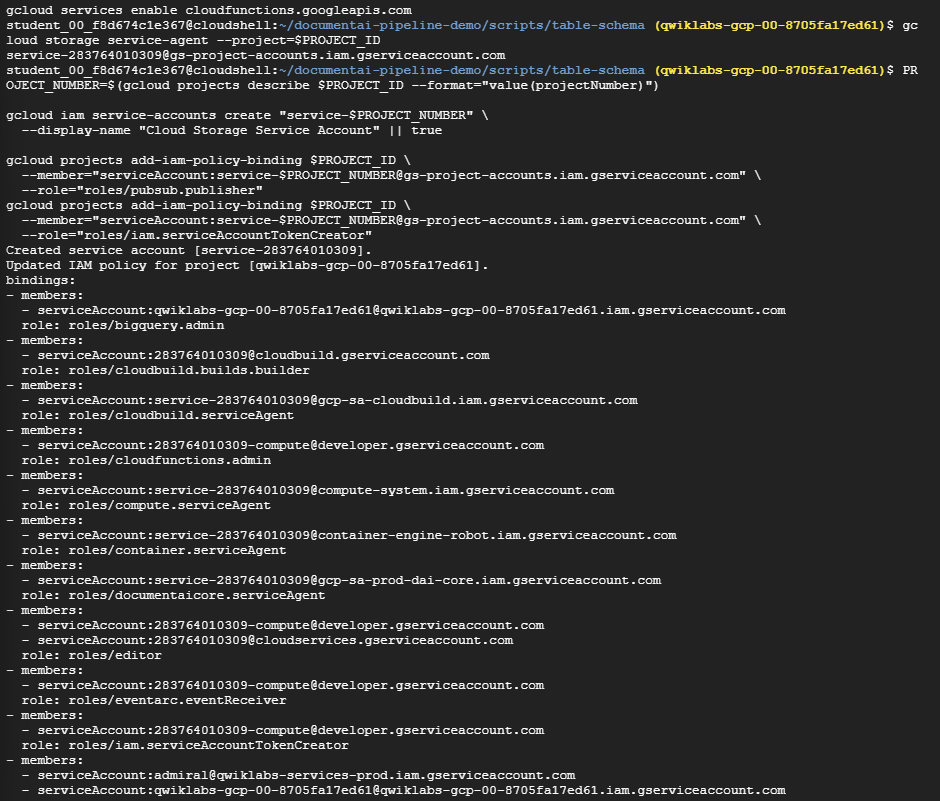 gcloud services enable cloudfunctions.googleapis.com
student_00_f8d674c1e367@cloudshell:~/documentai-pipeline-demo/scripts/table-schema (qwiklabs-gcp-00-8705fa17ed61)$ gc
loud storage service-agent --project=$PROJECT_ID
service-283764010309@gs-project-accounts.iam.gserviceaccount.com
student_00_f8d674c1e367@cloudshell:~/documentai-pipeline-demo/scripts/table-schema (qwiklabs-gcp-00-8705fa17ed61)$ PR
OJECT_NUMBER=$(gcloud projects describe $PROJECT_ID --format="value(projectNumber)")
gcloud iam service-accounts create "service-$PROJECT_NUMBER" \
--display-name "Cloud Storage Service Account" || true
gcloud projects add-iam-policy-binding $PROJECT_ID \
--member="serviceAccount:service-$PROJECT_NUMBER@gs-project-accounts.iam.gserviceaccount.com" \
--role="roles/pubsub.publisher"
gcloud projects add-iam-policy-binding $PROJECT_ID \
--member="serviceAccount:service-$PROJECT_NUMBER@gs-project-accounts.iam.gserviceaccount.com" \
--role="roles/iam.serviceAccountTokenCreator"
Created service account [service-283764010309].
Updated IAM policy for project [qwiklabs-gcp-00-8705fa17ed61].
bindings:
- members:
- serviceAccount:qwiklabs-gcp-00-8705fa17ed61@qwiklabs-gcp-00-8705fa17ed61.iam.gserviceaccount.com
role: roles/bigquery.admin
- members:
- serviceAccount:283764010309@cloudbuild.gserviceaccount.com
role: roles/cloudbuild.builds.builder
- members:
- serviceAccount:service-283764010309@gcp-sa-cloudbuild.iam.gserviceaccount.com
role: roles/cloudbuild.serviceAgent
- members:
- serviceAccount:283764010309-compute@developer.gserviceaccount.com
role: roles/cloudfunctions.admin
- members:
- serviceAccount:service-283764010309@compute-system.iam.gserviceaccount.com
role: roles/compute.serviceAgent
- members:
- serviceAccount:service-283764010309@container-engine-robot.iam.gserviceaccount.com
role: roles/container.serviceAgent
- members:
- serviceAccount:service-283764010309@gcp-sa-prod-dai-core.iam.gserviceaccount.com
role: roles/documentaicore.serviceAgent
- members:
- serviceAccount:283764010309-compute@developer.gserviceaccount.com
- serviceAccount:283764010309@cloudservices.gserviceaccount.com
role: roles/editor
- members:
- serviceAccount:283764010309-compute@developer.gserviceaccount.com
role: roles/eventarc.eventReceiver
- members:
- serviceAccount:283764010309-compute@developer.gserviceaccount.com
role: roles/iam.serviceAccountTokenCreator
- members:
- serviceAccount:admiral@qwiklabs-services-prod.iam.gserviceaccount.com
- serviceAccount:qwiklabs-gcp-00-8705fa17ed61@qwiklabs-gcp-00-8705fa17ed61.iam.gserviceaccount.com